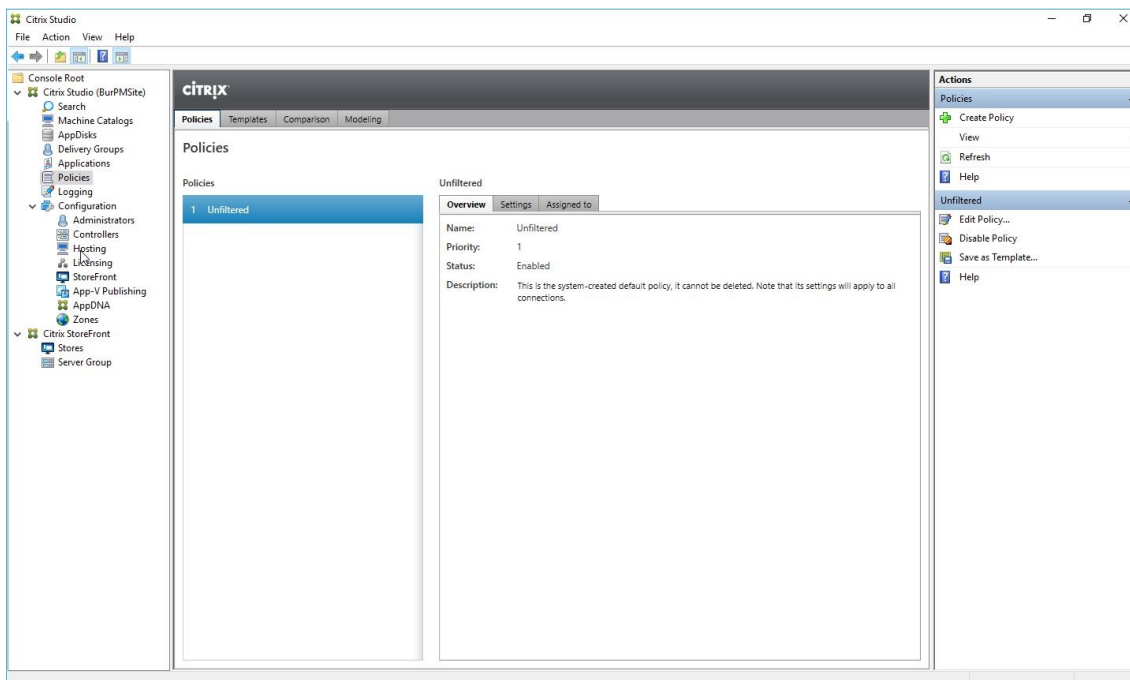 Citrix Studio
File Action View Help
Console Root
Citrix Studio (BurPMSite)
Search
Machine Catalogs
AppDisks
Delivery Groups
Applications
Policies
Logging
Configuration
Administrators
Controllers
Hosting
Licensing
StoreFront
App-V Publishing
AppDNA
Zones
Citrix StoreFront
Stores
Server Group
CİTRIX
Policies Templates Comparison Modeling
Policies
Policies
1 Unfiltered
Unfiltered
Overview Settings Assigned to
Name: Unfiltered
Priority: 1
Status: Enabled
Description: This is the system-created default policy, it cannot be deleted. Note that its settings will apply to all
connections.
Actions
Policies
Create Policy
View
Refresh
Help
Unfiltered
Edit Policy...
Disable Policy
Save as Template...
Help